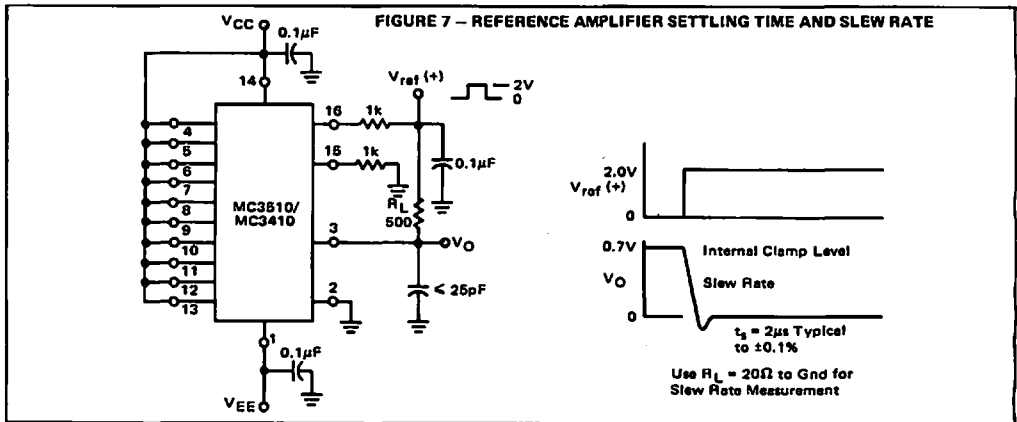 FIGURE 7 – REFERENCE AMPLIFIER SETTLING TIME AND SLEW RATE
VCC
0.1µF
14
Vref (+)
2V
0
16
1k
15
1k
0.1µF
4
5
6
7
8
9
10
11
12
13
MC3510/
MC3410
RL
500
3
VO
< 25pF
2
1
0.1µF
VEE
2.0V
Vref (+)
0
0.7V
Internal Clamp Level
VO
Slew Rate
0
ts = 2µs Typical
to ±0.1%
Use RL = 20Ω to Gnd for
Slew Rate Measurement